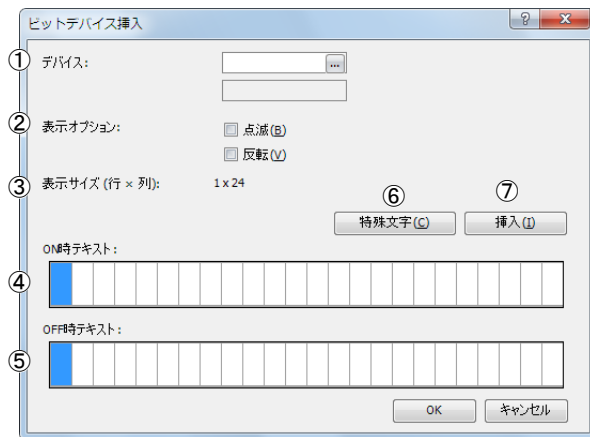 ビットデバイス挿入
① デバイス:
...
② 表示オプション:
点滅(B)
反転(V)
③ 表示サイズ (行 × 列): 1 x 24
⑥ ⑦
特殊文字(C) 挿入(I)
ON時テキスト:
④
OFF時テキスト:
⑤
OK キャンセル